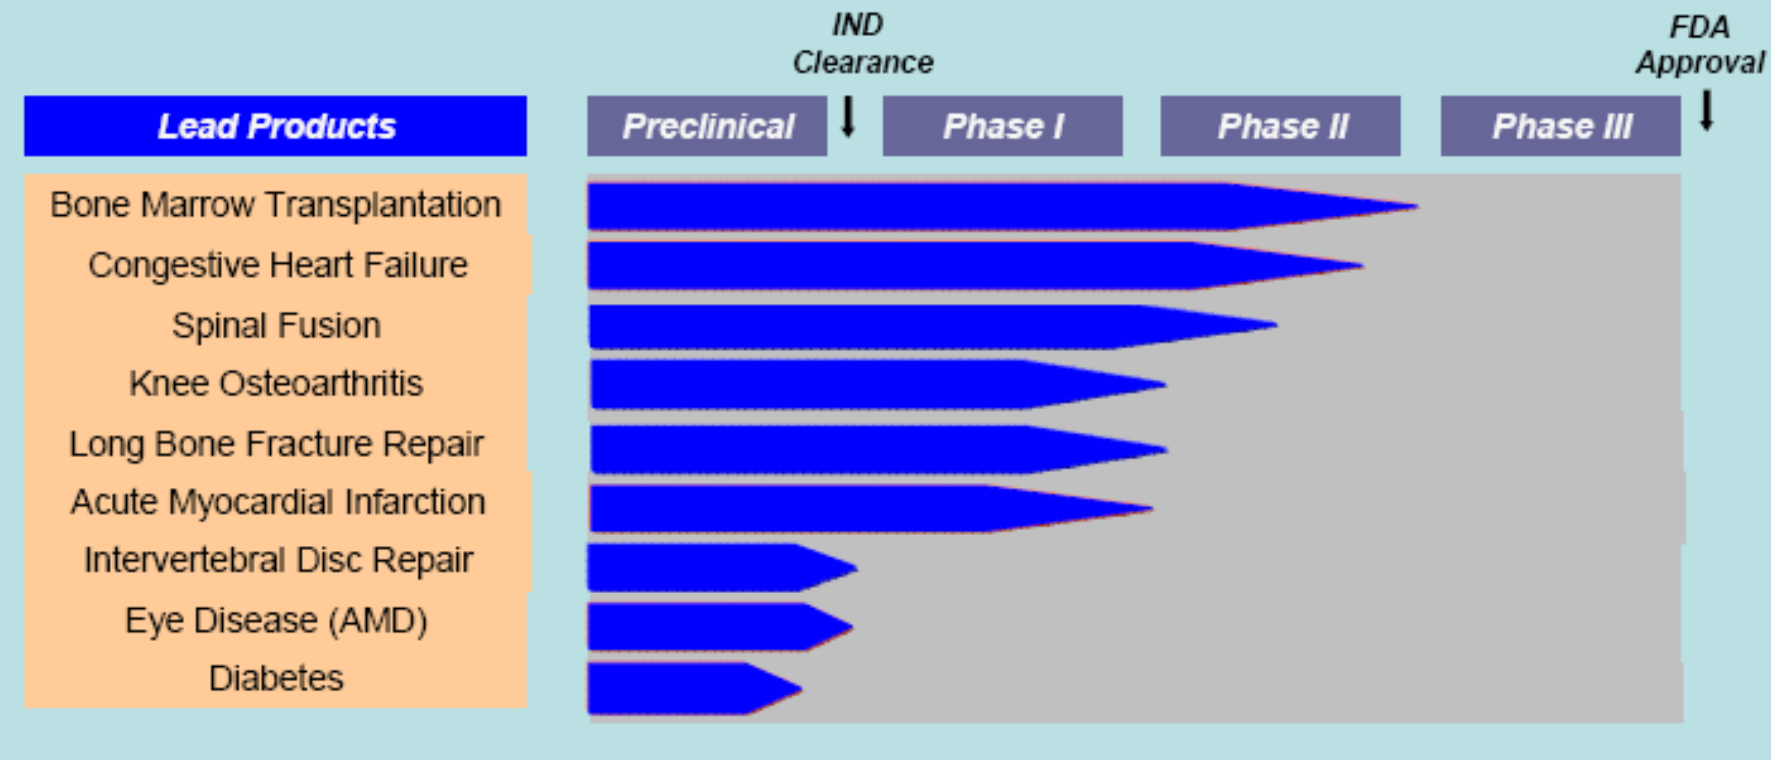 IND
Clearance
FDA
Approval
Lead Products
Preclinical
Phase I
Phase II
Phase III
Bone Marrow Transplantation
Congestive Heart Failure
Spinal Fusion
Knee Osteoarthritis
Long Bone Fracture Repair
Acute Myocardial Infarction
Intervertebral Disc Repair
Eye Disease (AMD)
Diabetes